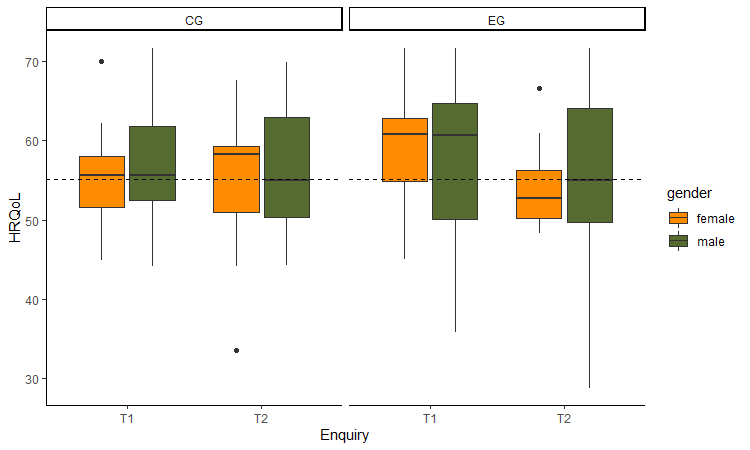 CG
EG
HRQoL
70
60
50
40
30
T1
T2
T1
T2
Enquiry
gender
female
male